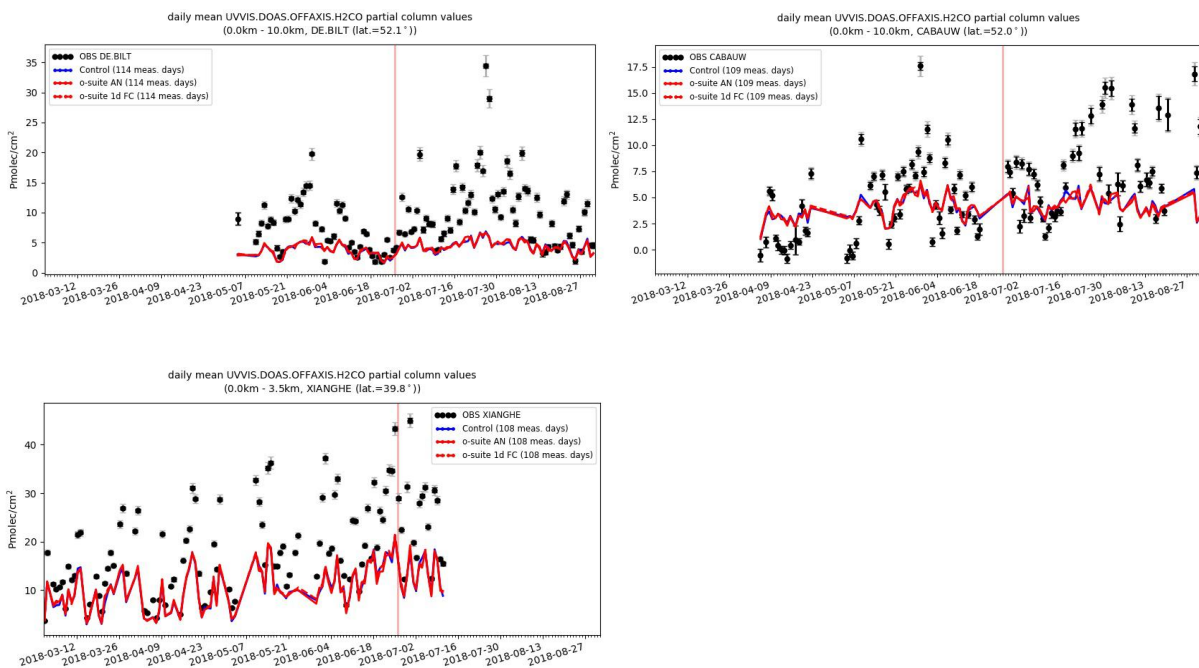 daily mean UVVIS.DOAS.OFFAXIS.H2CO partial column values
(0.0km - 10.0km, DE.BILT (lat.=52.1°))
OBS DE.BILT
Control (114 meas. days)
o-suite AN (114 meas. days)
o-suite 1d FC (114 meas. days)
Pmolec/cm²
35
30
25
20
15
10
5
0
2018-03-12 2018-03-26 2018-04-09 2018-04-23 2018-05-07 2018-05-21 2018-06-04 2018-06-18 2018-07-02 2018-07-16 2018-07-30 2018-08-13 2018-08-27
daily mean UVVIS.DOAS.OFFAXIS.H2CO partial column values
(0.0km - 10.0km, CABAUW (lat.=52.0°))
OBS CABAUW
Control (109 meas. days)
o-suite AN (109 meas. days)
o-suite 1d FC (109 meas. days)
Pmolec/cm²
17.5
15.0
12.5
10.0
7.5
5.0
2.5
0.0
2018-03-12 2018-03-26 2018-04-09 2018-04-23 2018-05-07 2018-05-21 2018-06-04 2018-06-18 2018-07-02 2018-07-16 2018-07-30 2018-08-13 2018-08-27
daily mean UVVIS.DOAS.OFFAXIS.H2CO partial column values
(0.0km - 3.5km, XIANGHE (lat.=39.8°))
OBS XIANGHE
Control (108 meas. days)
o-suite AN (108 meas. days)
o-suite 1d FC (108 meas. days)
Pmolec/cm²
40
30
20
10
2018-03-12 2018-03-26 2018-04-09 2018-04-23 2018-05-07 2018-05-21 2018-06-04 2018-06-18 2018-07-02 2018-07-16 2018-07-30 2018-08-13 2018-08-27